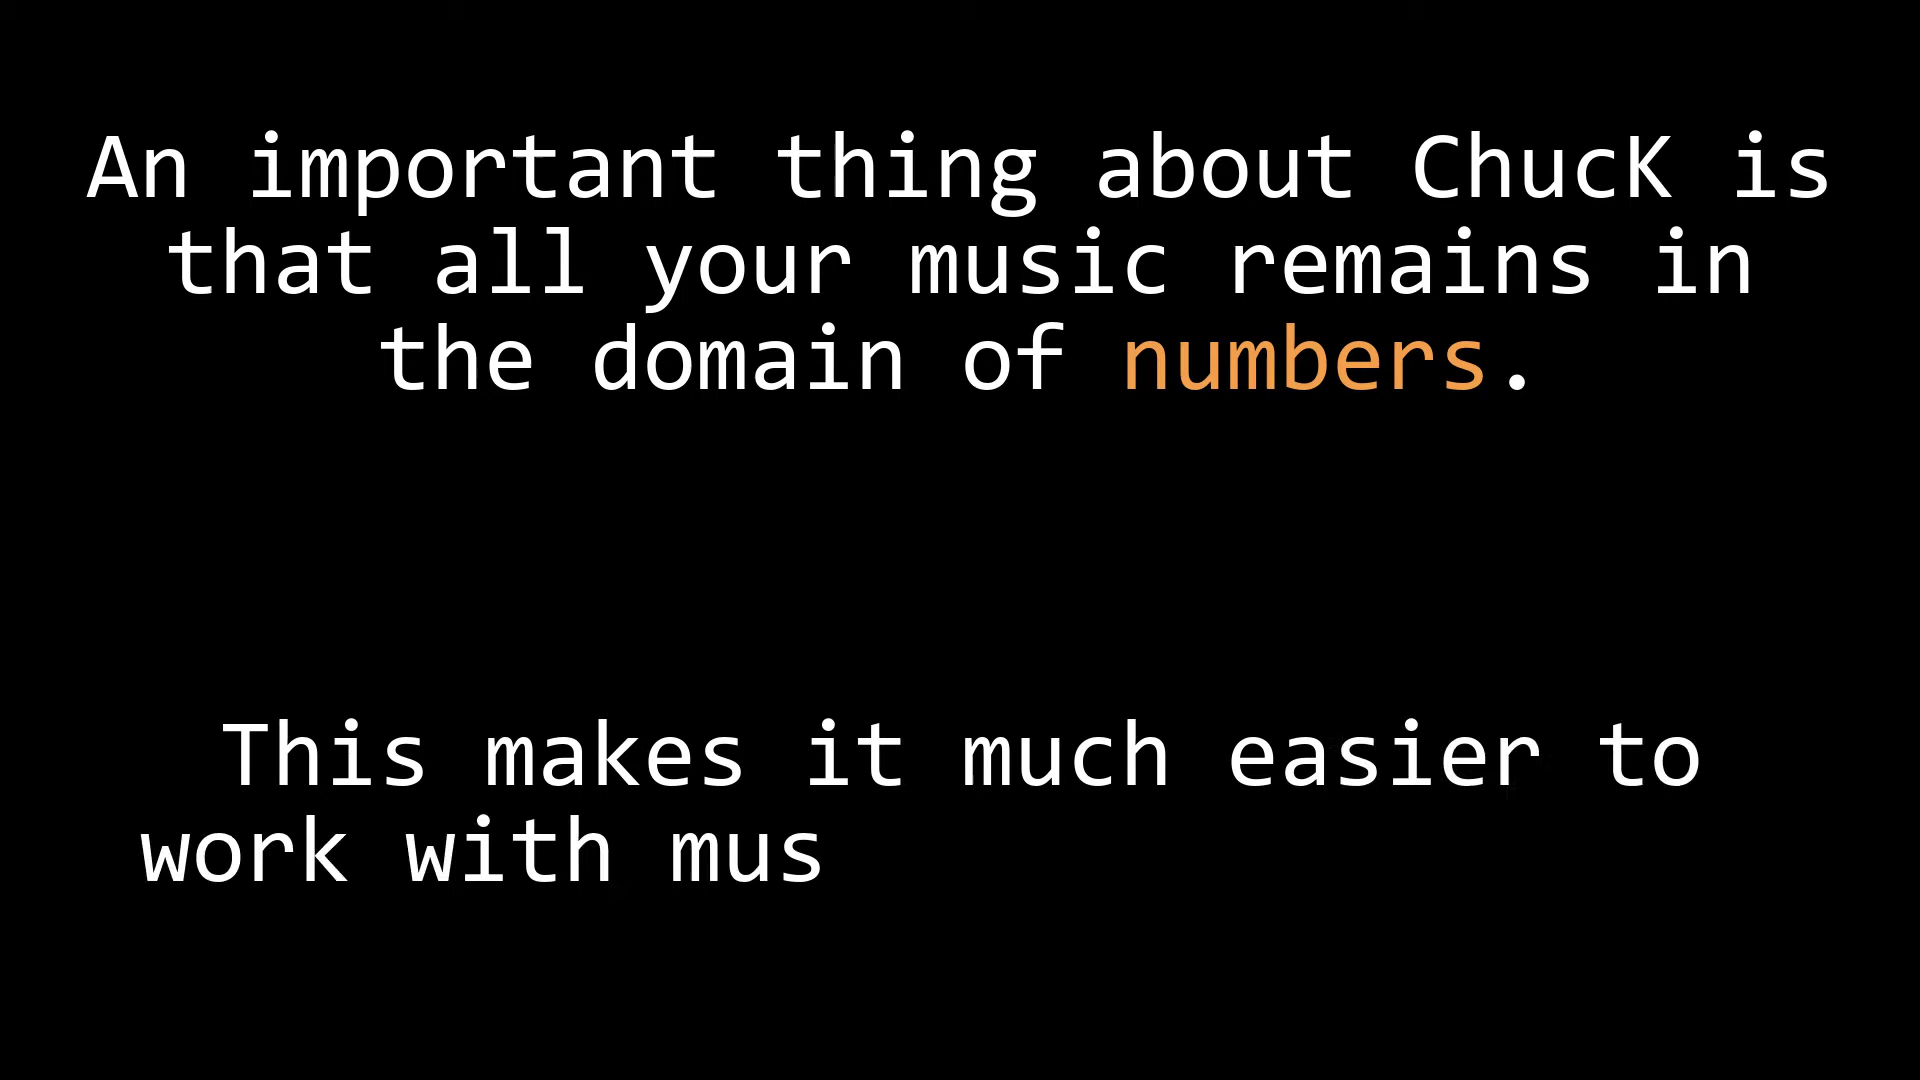 An important thing about ChucK is
that all your music remains in
the domain of numbers.
This makes it much easier to
work with mus